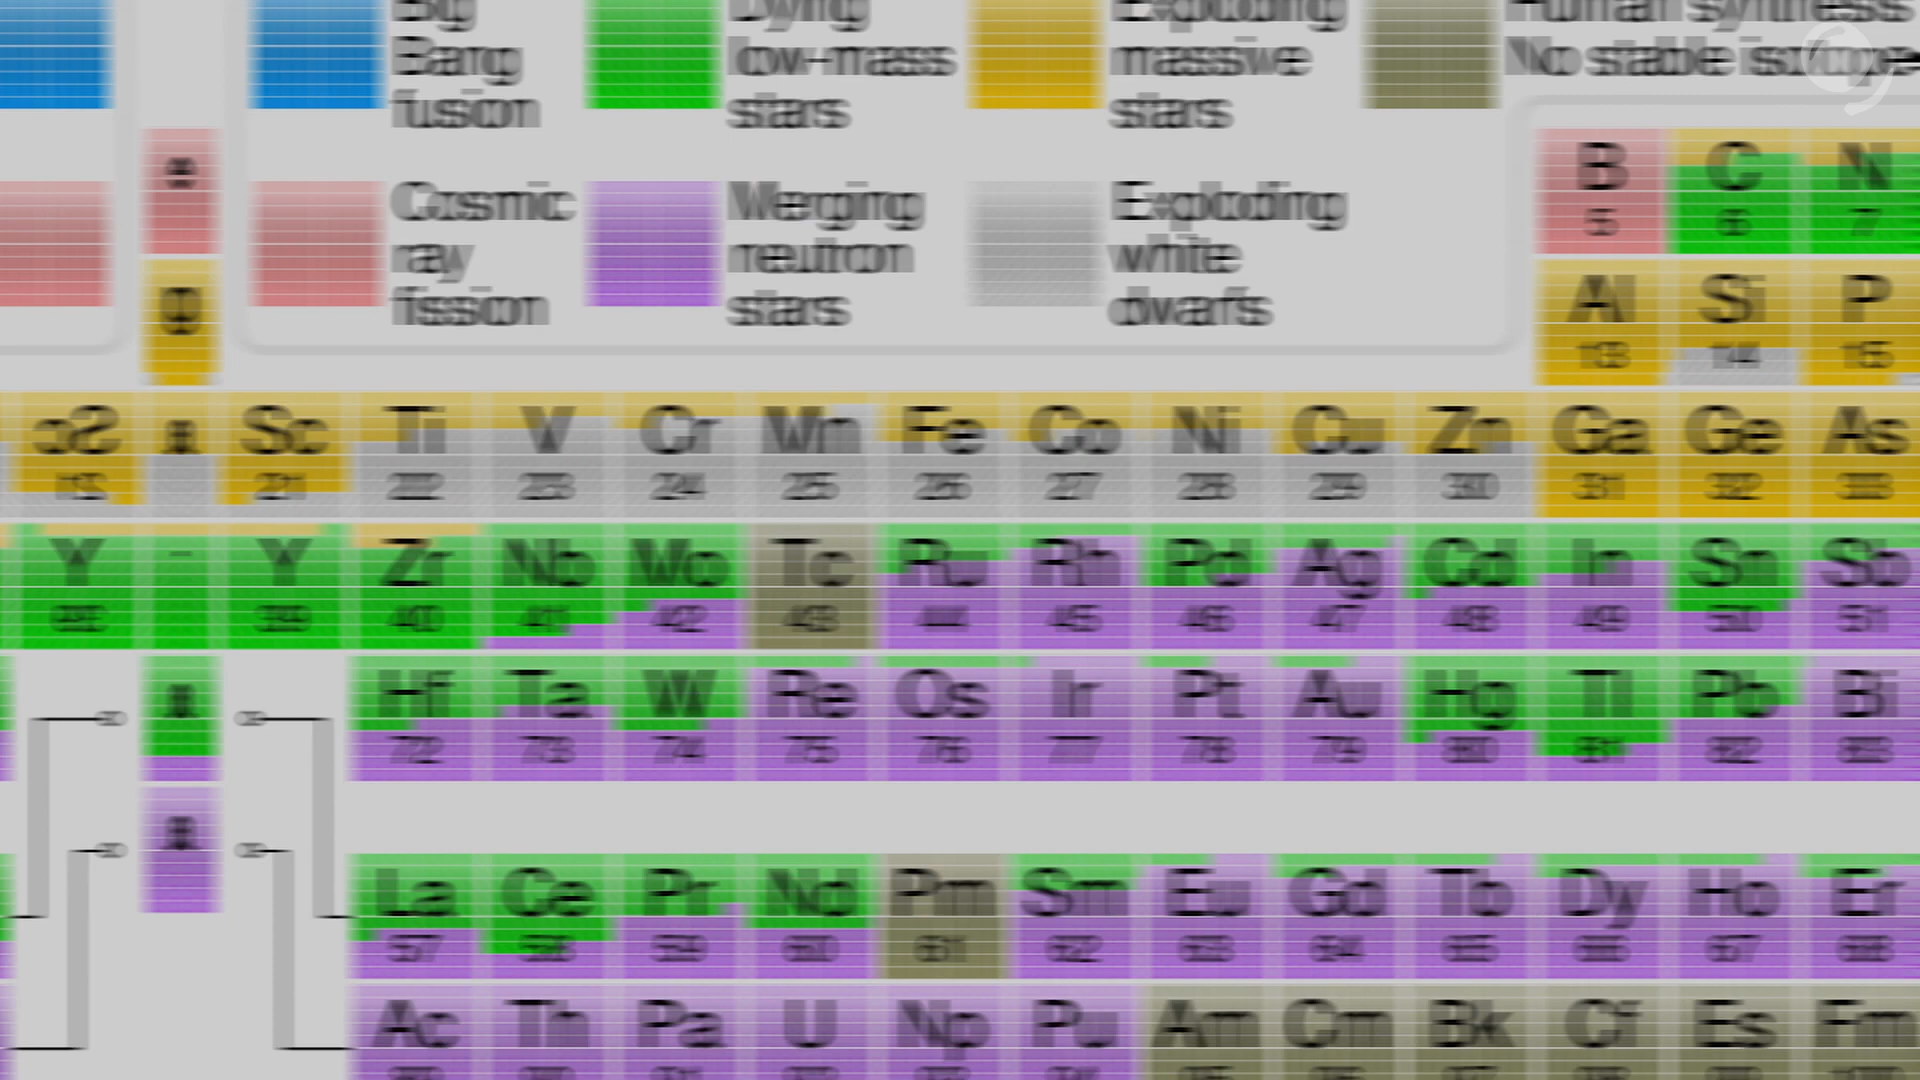 Big
Bang
fusion
Dying
low-mass
stars
Exploding
massive
stars
Human synthesis
No stable isotopes
Cosmic
ray
fission
Merging
neutron
stars
Exploding
white
dwarfs
B C N
5 6 7
Al Si P
13 14 15
Sc Ti V Cr Mn Fe Co Ni Cu Zn Ga Ge As
21 22 23 24 25 26 27 28 29 30 31 32 33
Y Y Zr Nb Mo Tc Ru Rh Pd Ag Cd In Sn Sb
39 40 41 42 43 44 45 46 47 48 49 50 51
Hf Ta W Re Os Ir Pt Au Hg Tl Pb Bi
72 73 74 75 76 77 78 79 80 81 82 83
La Ce Pr Nd Pm Sm Eu Gd Tb Dy Ho Er
57 58 59 60 61 62 63 64 65 66 67 68
Ac Th Pa U Np Pu Am Cm Bk Cf Es Fm